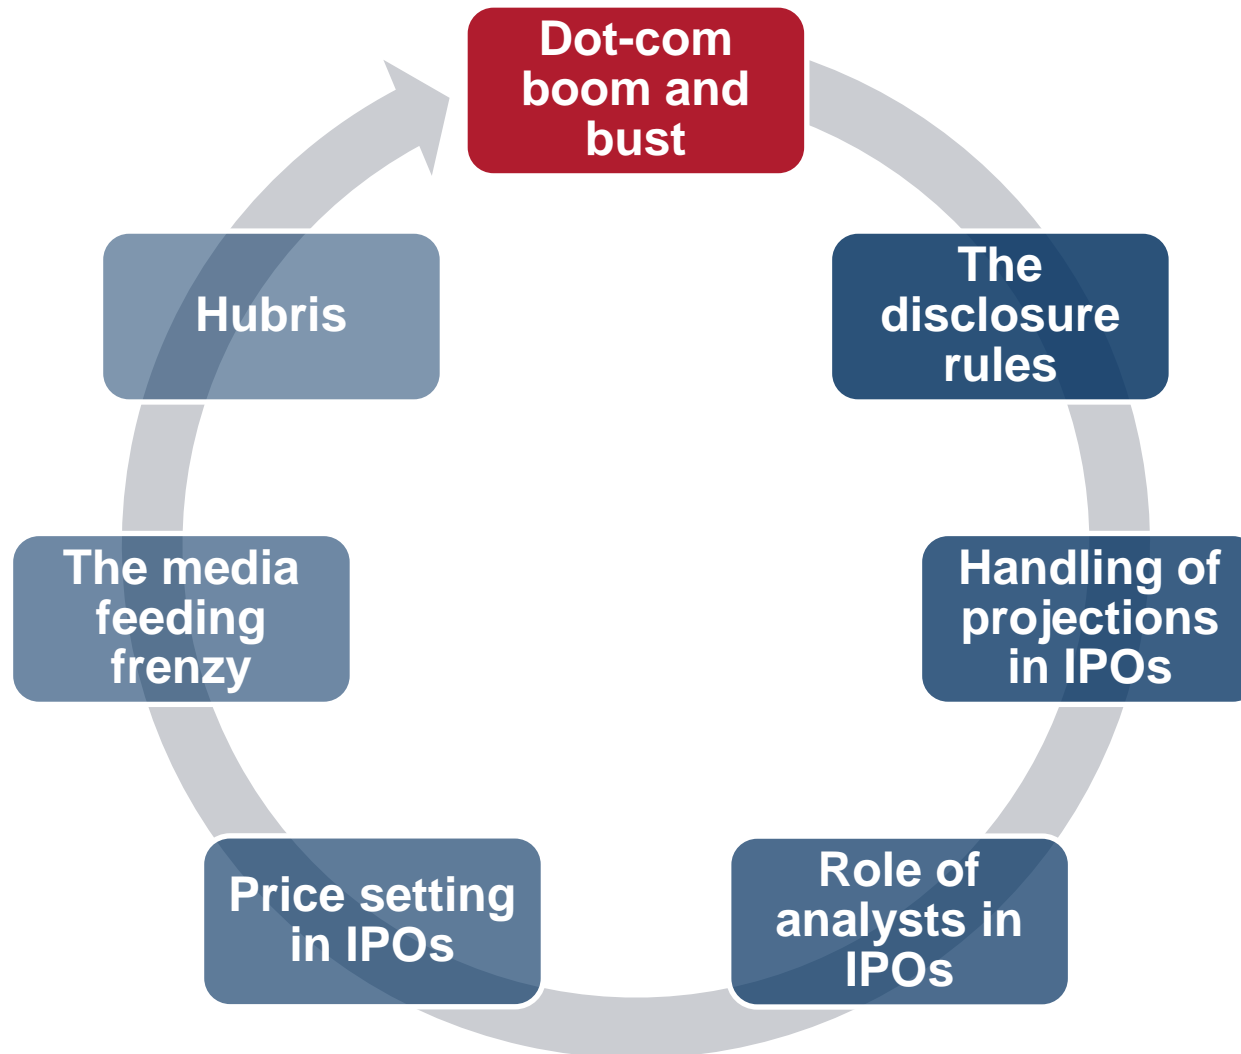 Dot-com
boom and
bust
The
disclosure
rules
Handling of
projections
in IPOs
Role of
analysts in
IPOs
Price setting
in IPOs
The media
feeding
frenzy
Hubris